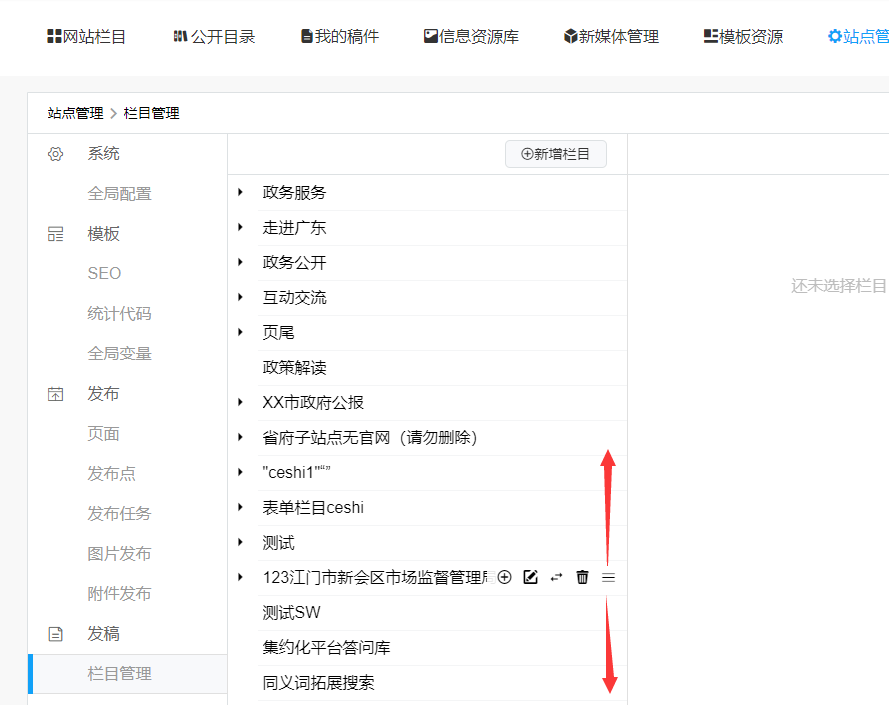 网站栏目 公开目录 我的稿件 信息资源库 新媒体管理 模板资源 站点管
站点管理 > 栏目管理
系统
全局配置
模板
SEO
统计代码
全局变量
发布
页面
发布点
发布任务
图片发布
附件发布
发稿
栏目管理
新增栏目
政务服务
走进广东
政务公开
互动交流
页尾
政策解读
XX市政府公报
省府子站点无官网（请勿删除）
"ceshi1"“”
表单栏目ceshi
测试
123江门市新会区市场监督管理局
测试SW
集约化平台答问库
同义词拓展搜索
还未选择栏目